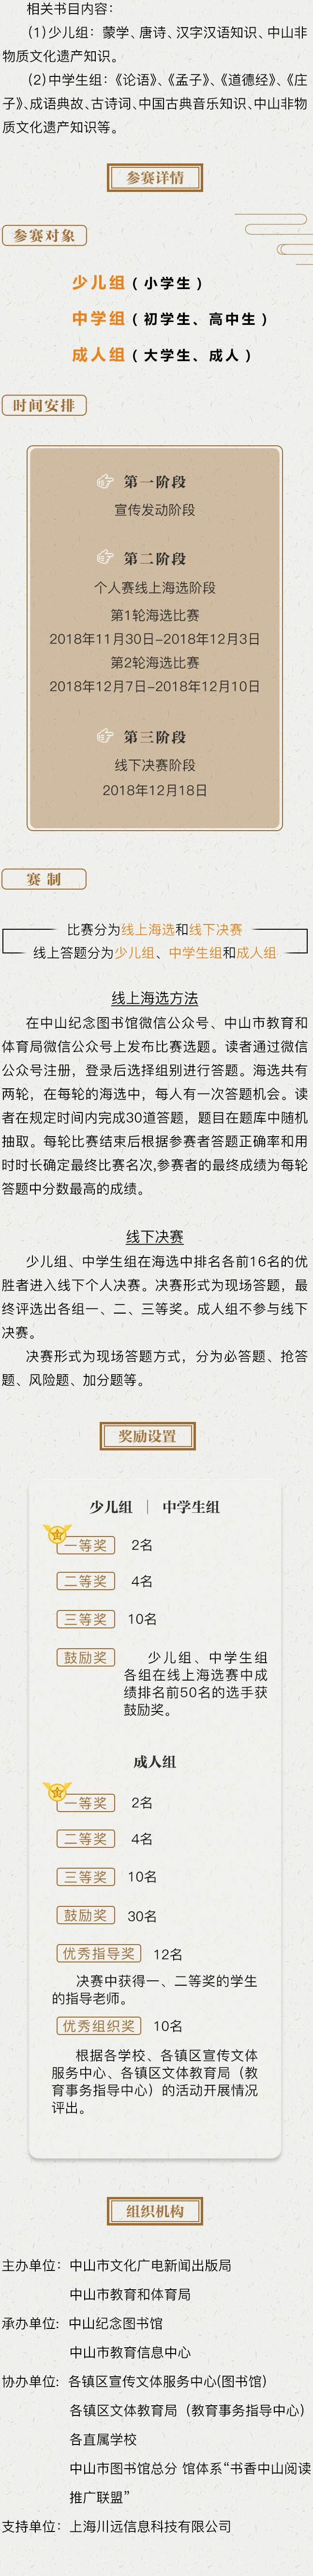 相关书目内容：
（1）少儿组：蒙学、唐诗、汉字汉语知识、中山非
物质文化遗产知识。
（2）中学生组：《论语》、《孟子》、《道德经》、《庄
子》、成语典故、古诗词、中国古典音乐知识、中山非物
质文化遗产知识等。
参赛详情
参赛对象
少儿组（小学生）
中学组（初学生、高中生）
成人组（大学生、成人）
时间安排
第一阶段
宣传发动阶段
第二阶段
个人赛线上海选阶段
第1轮海选比赛
2018年11月30日-2018年12月3日
第2轮海选比赛
2018年12月7日-2018年12月10日
第三阶段
线下决赛阶段
2018年12月18日
赛 制
比赛分为线上海选和线下决赛
线上答题分为少儿组、中学生组和成人组
线上海选方法
在中山纪念图书馆微信公众号、中山市教育和
体育局微信公众号上发布比赛选题。读者通过微信
公众号注册，登录后选择组别进行答题。海选共有
两轮，在每轮的海选中，每人有一次答题机会。读
者在规定时间内完成30道答题，题目在题库中随机
抽取。每轮比赛结束后根据参赛者答题正确率和用
时时长确定最终比赛名次,参赛者的最终成绩为每轮
答题中分数最高的成绩。
线下决赛
少儿组、中学生组在海选中排名各前16名的优
胜者进入线下个人决赛。决赛形式为现场答题，最
终评选出各组一、二、三等奖。成人组不参与线下
决赛。
决赛形式为现场答题方式，分为必答题、抢答
题、风险题、加分题等。
奖励设置
少儿组 ｜ 中学生组
一等奖 2名
二等奖 4名
三等奖 10名
鼓励奖 少儿组、中学生组
各组在线上海选赛中成
绩排名前50名的选手获
鼓励奖。
成人组
一等奖 2名
二等奖 4名
三等奖 10名
鼓励奖 30名
优秀指导奖 12名
决赛中获得一、二等奖的学生
的指导老师。
优秀组织奖 10名
根据各学校、各镇区宣传文体
服务中心、各镇区文体教育局（教
育事务指导中心）的活动开展情况
评出。
组织机构
主办单位：中山市文化广电新闻出版局
中山市教育和体育局
承办单位：中山纪念图书馆
中山市教育信息中心
协办单位：各镇区宣传文体服务中心(图书馆)
各镇区文体教育局（教育事务指导中心）
各直属学校
中山市图书馆总分 馆体系“书香中山阅读
推广联盟”
支持单位：上海川远信息科技有限公司